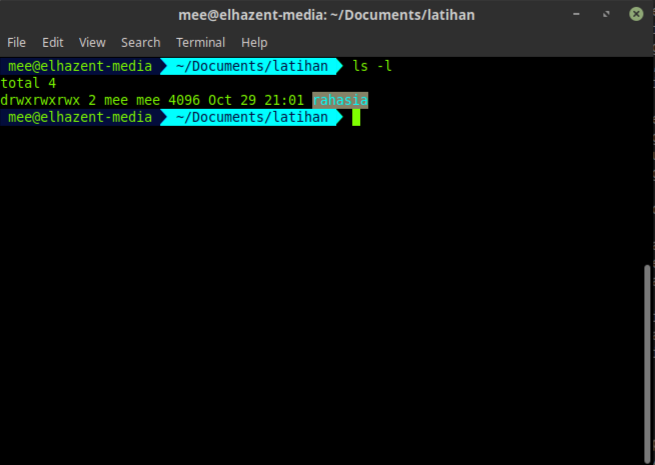 mee@elhazent-media: ~/Documents/latihan
File Edit View Search Terminal Help
mee@elhazent-media ~/Documents/latihan ls -l
total 4
drwxrwxrwx 2 mee mee 4096 Oct 29 21:01 rahasia
mee@elhazent-media ~/Documents/latihan